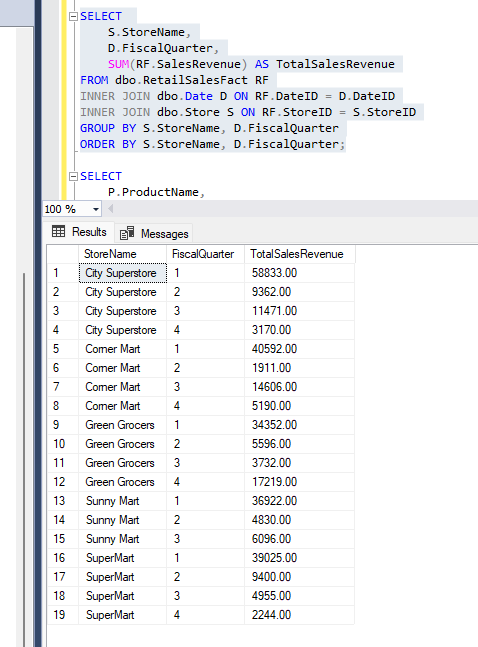 SELECT
S.StoreName,
D.FiscalQuarter,
SUM(RF.SalesRevenue) AS TotalSalesRevenue
FROM dbo.RetailSalesFact RF
INNER JOIN dbo.Date D ON RF.DateID = D.DateID
INNER JOIN dbo.Store S ON RF.StoreID = S.StoreID
GROUP BY S.StoreName, D.FiscalQuarter
ORDER BY S.StoreName, D.FiscalQuarter;
SELECT
P.ProductName,
100 %
Results Messages
StoreName FiscalQuarter TotalSalesRevenue
1 City Superstore 1 58833.00
2 City Superstore 2 9362.00
3 City Superstore 3 11471.00
4 City Superstore 4 3170.00
5 Corner Mart 1 40592.00
6 Corner Mart 2 1911.00
7 Corner Mart 3 14606.00
8 Corner Mart 4 5190.00
9 Green Grocers 1 34352.00
10 Green Grocers 2 5596.00
11 Green Grocers 3 3732.00
12 Green Grocers 4 17219.00
13 Sunny Mart 1 36922.00
14 Sunny Mart 2 4830.00
15 Sunny Mart 3 6096.00
16 SuperMart 1 39025.00
17 SuperMart 2 9400.00
18 SuperMart 3 4955.00
19 SuperMart 4 2244.00